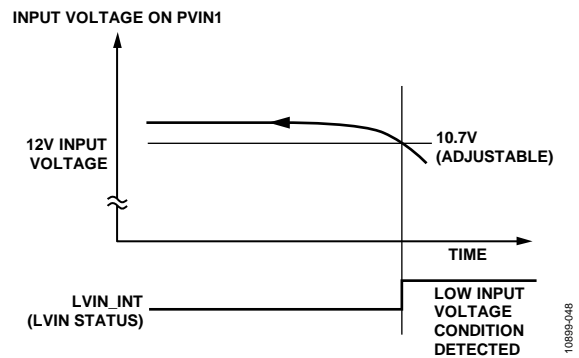 INPUT VOLTAGE ON PVIN1
12V INPUT
VOLTAGE
10.7V
(ADJUSTABLE)
TIME
LVIN_INT
(LVIN STATUS)
LOW INPUT
VOLTAGE
CONDITION
DETECTED
10899-048